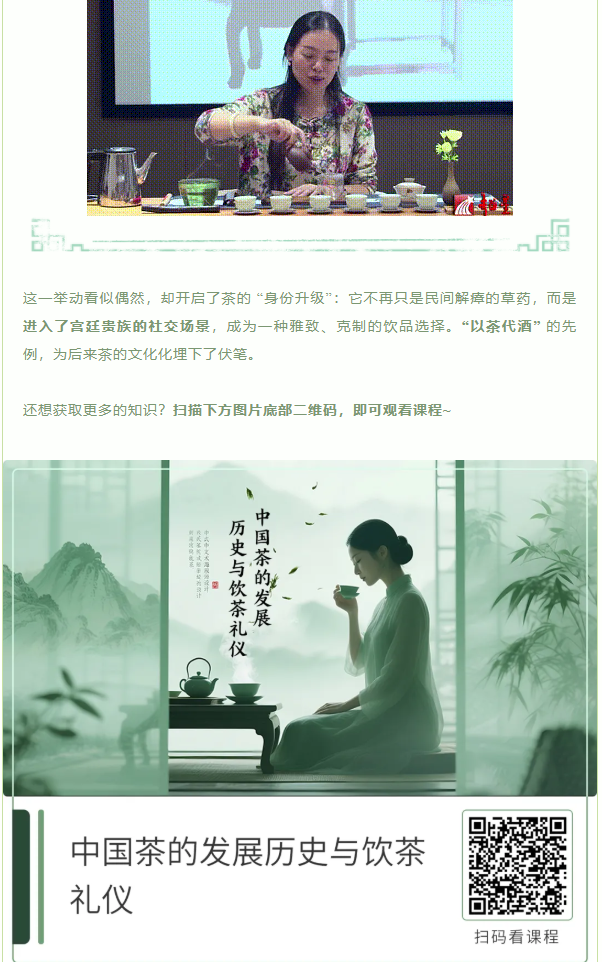 这一举动看似偶然，却开启了茶的 “身份升级”：它不再只是民间解瘴的草药，而是
进入了宫廷贵族的社交场景，成为一种雅致、克制的饮品选择。“以茶代酒” 的先
例，为后来茶的文化化埋下了伏笔。
还想获取更多的知识？扫描下方图片底部二维码，即可观看课程~
中国茶的发展
历史与饮茶礼仪
中国茶的发展历史与饮茶
礼仪
扫码看课程